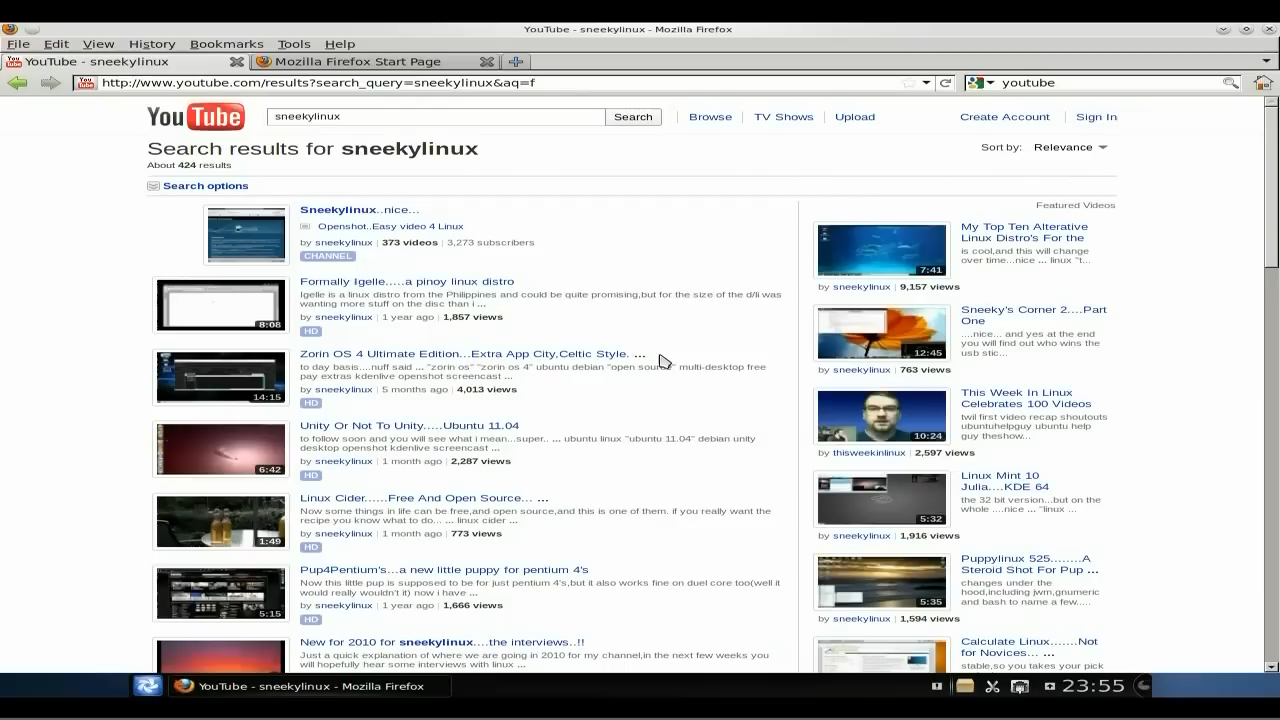 YouTube - sneekylinux - Mozilla Firefox
File Edit View History Bookmarks Tools Help
YouTube - sneekylinux
Mozilla Firefox Start Page
http://www.youtube.com/results?search_query=sneekylinux&aq=f
youtube
YouTube
sneekylinux
Search
Browse
TV Shows
Upload
Create Account
Sign In
Search results for sneekylinux
Sort by: Relevance
About 424 results
Search options
Sneekylinux..nice...
Openshot..Easy video 4 Linux
by sneekylinux | 373 videos | 3,273 subscribers
CHANNEL
8:08
Formally Igelle.....a pinoy linux distro
Igelle is a linux distro from the Philippines and could be quite promising,but for the size of the d/l i was
wanting more stuff on the disc than i ...
by sneekylinux | 1 year ago | 1,857 views
HD
14:15
Zorin OS 4 Ultimate Edition...Extra App City,Celtic Style. ...
to day basis....nuff said ... "zorin os" "zorin os 4" ubuntu debian "open source" multi-desktop free
pay extras kdenlive openshot screencast ...
by sneekylinux | 5 months ago | 4,013 views
HD
6:42
Unity Or Not To Unity.....Ubuntu 11.04
to follow soon and you will see what i mean...super.. ... ubuntu linux "ubuntu 11.04" debian unity
desktop openshot kdenlive screencast ...
by sneekylinux | 1 month ago | 2,287 views
HD
1:49
Linux Cider......Free And Open Source... ...
Now some things in life can be free,and open source,and this is one of them. if you really want the
recipe you know what to do... ... linux cider ...
by sneekylinux | 1 month ago | 773 views
HD
5:15
Pup4Pentium's...a new little puppy for pentium 4's
Now this little pup is supposed to be for just pentium 4's,but it also works fine on duel core too(well it
would really wouldn't it) now i have ...
by sneekylinux | 1 year ago | 1,666 views
HD
New for 2010 for sneekylinux....the interviews..!!
Just a quick explanation of where we are going in 2010 for my channel,in the next few weeks you
will hopefully hear some interviews with linux ...
Featured Videos
7:41
My Top Ten Alternative
Linux Distro's For the
is cool,and this will change
over time...nice ... linux "t...
by sneekylinux | 9,157 views
12:45
Sneeky's Corner 2....Part
One
....nice... and yes at the end
you will find out who wins the
usb stic...
by sneekylinux | 763 views
10:24
This Week In Linux
Celebrates 100 Videos
twil first video recap shoutouts
ubuntuhelpguy ubuntu help
guy theshow...
by thisweekinlinux | 2,597 views
5:32
Linux Mint 10
Julia....KDE 64
the 32 bit version...but on the
whole ....nice ... "linux ...
by sneekylinux | 1,916 views
5:35
Puppylinux 525........A
Steroid Shot For Pup ...
changes under the
hood,including jwm,gnumeric
and bash to name a few.....
by sneekylinux | 1,594 views
Calculate Linux.......Not
for Novices... ...
stable,so you takes your pick
YouTube - sneekylinux - Mozilla Firefox
23:55